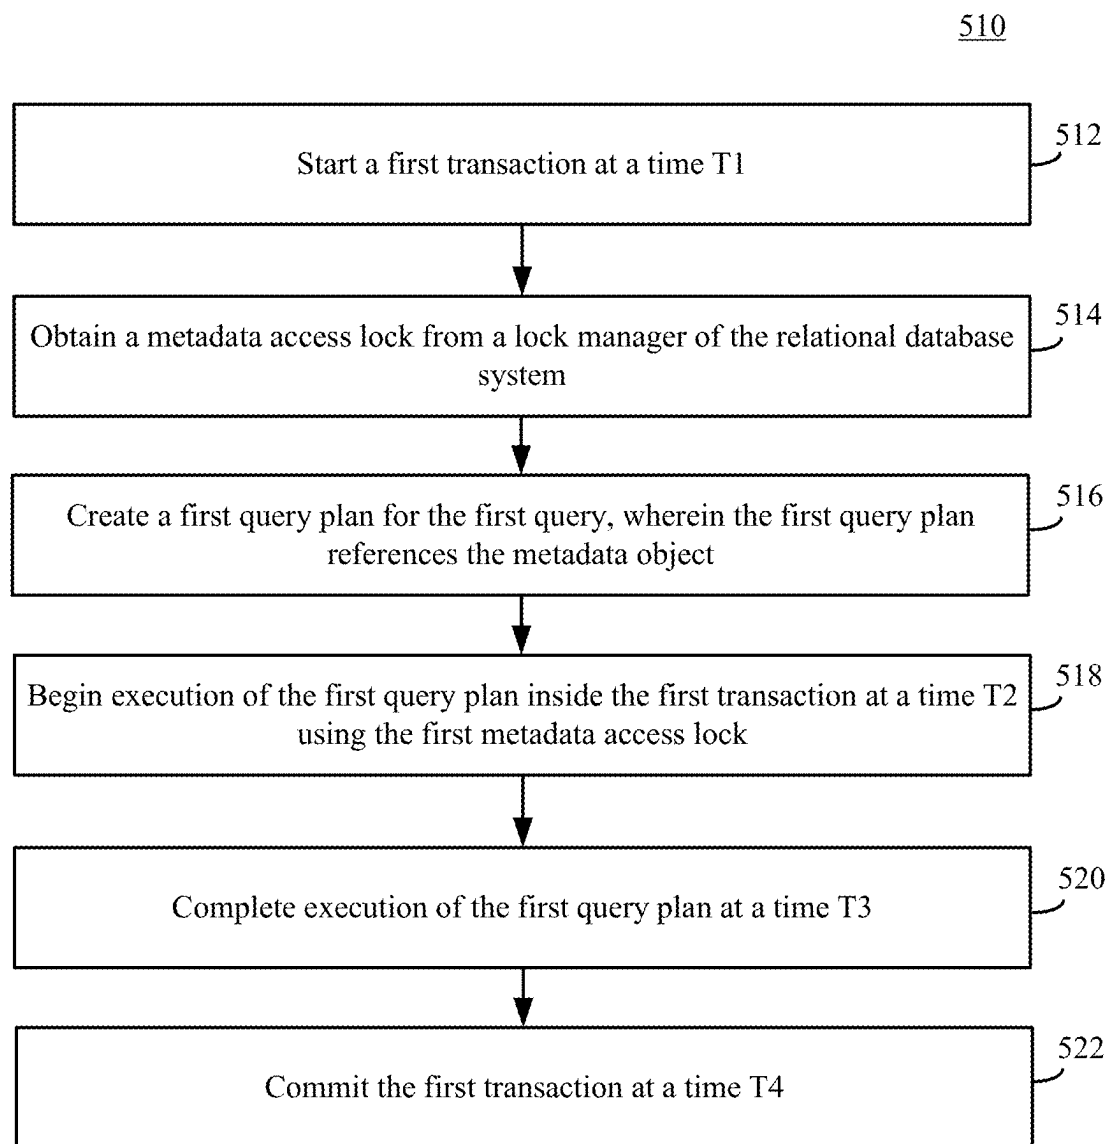 510
Start a first transaction at a time T1
512
Obtain a metadata access lock from a lock manager of the relational database
system
514
Create a first query plan for the first query, wherein the first query plan
references the metadata object
516
Begin execution of the first query plan inside the first transaction at a time T2
using the first metadata access lock
518
Complete execution of the first query plan at a time T3
520
Commit the first transaction at a time T4
522